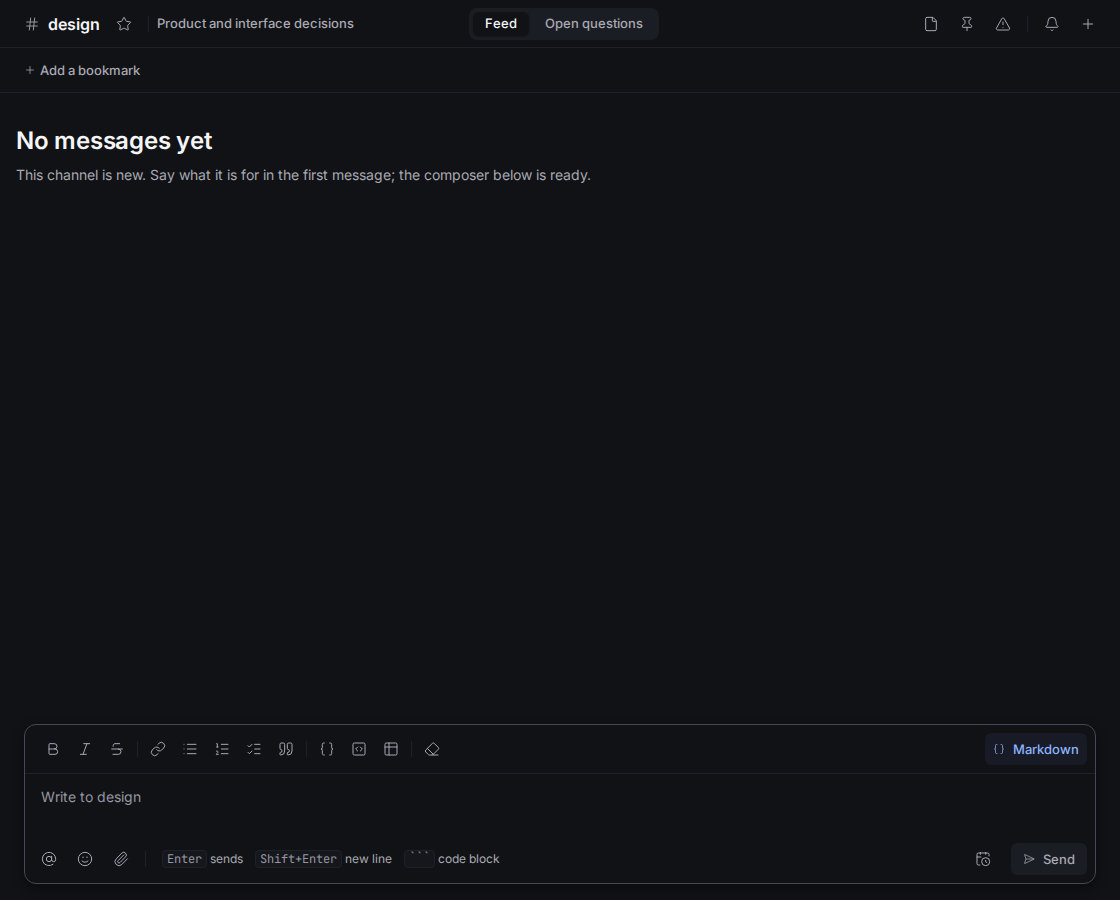 # design
Product and interface decisions
Feed
Open questions
+ Add a bookmark
No messages yet
This channel is new. Say what it is for in the first message; the composer below is ready.
Markdown
Write to design
Enter sends Shift+Enter new line ``` code block
Send